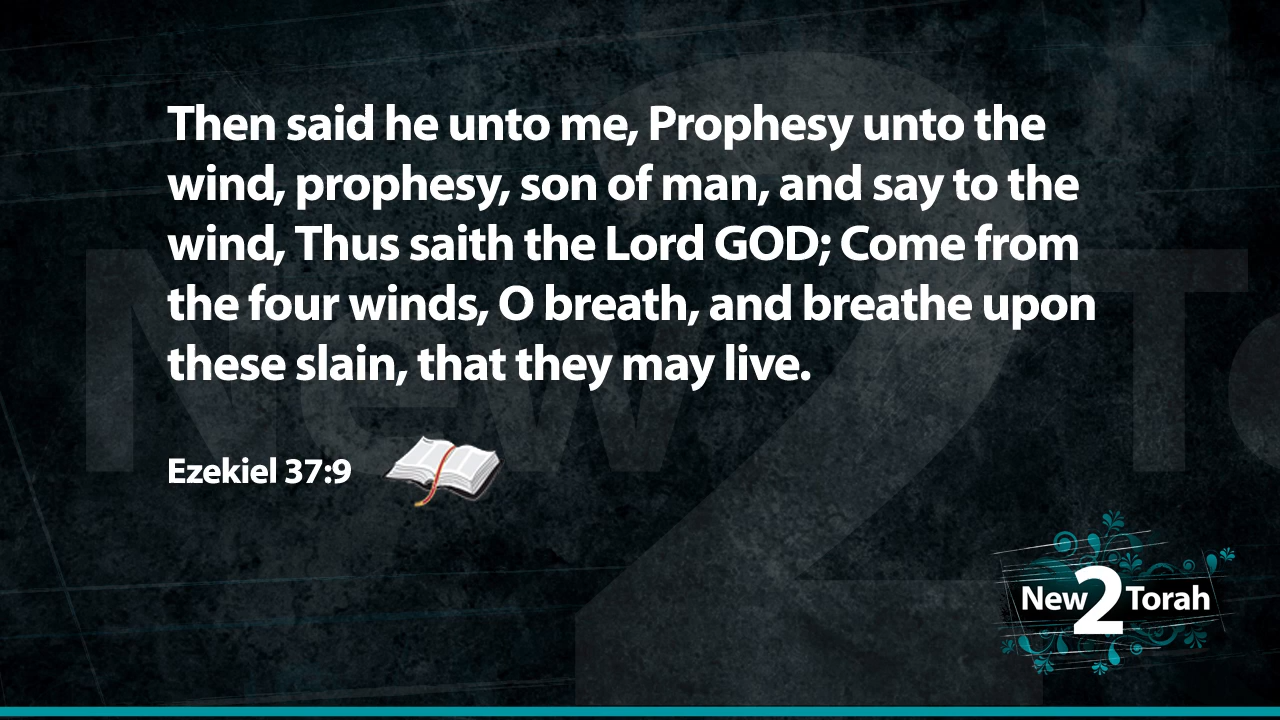 Then said he unto me, Prophesy unto the
wind, prophesy, son of man, and say to the
wind, Thus saith the Lord GOD; Come from
the four winds, O breath, and breathe upon
these slain, that they may live.
Ezekiel 37:9
New2Torah
New 2 To